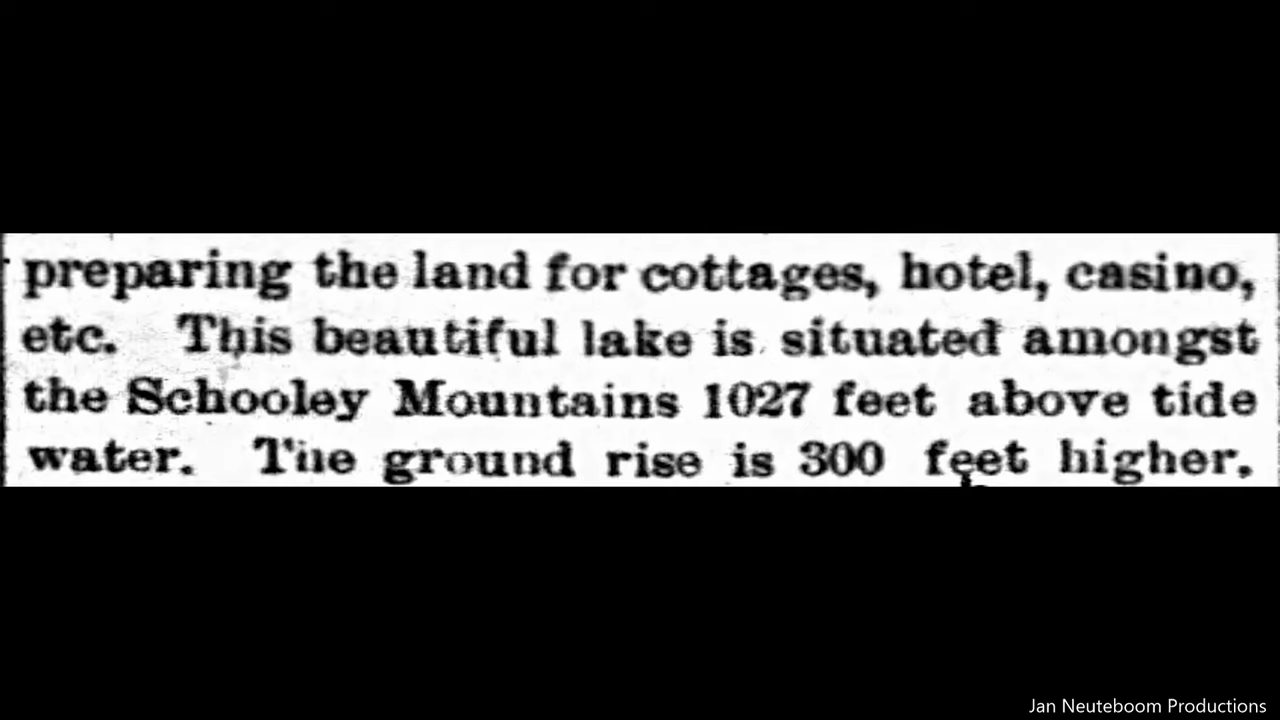 preparing the land for cottages, hotel, casino,
etc. This beautiful lake is situated amongst
the Schooley Mountains 1027 feet above tide
water. The ground rise is 300 feet higher.
Jan Neuteboom Productions